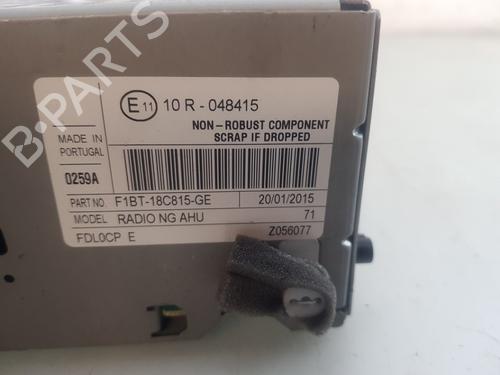 E 11 10 R - 048415
NON - ROBUST COMPONENT
SCRAP IF DROPPED
MADE IN
PORTUGAL
0259A
PART NO F1BT-18C815-GE 20/01/2015
MODEL RADIO NG AHU 71
FDL0CP E Z056077
B-PARTS